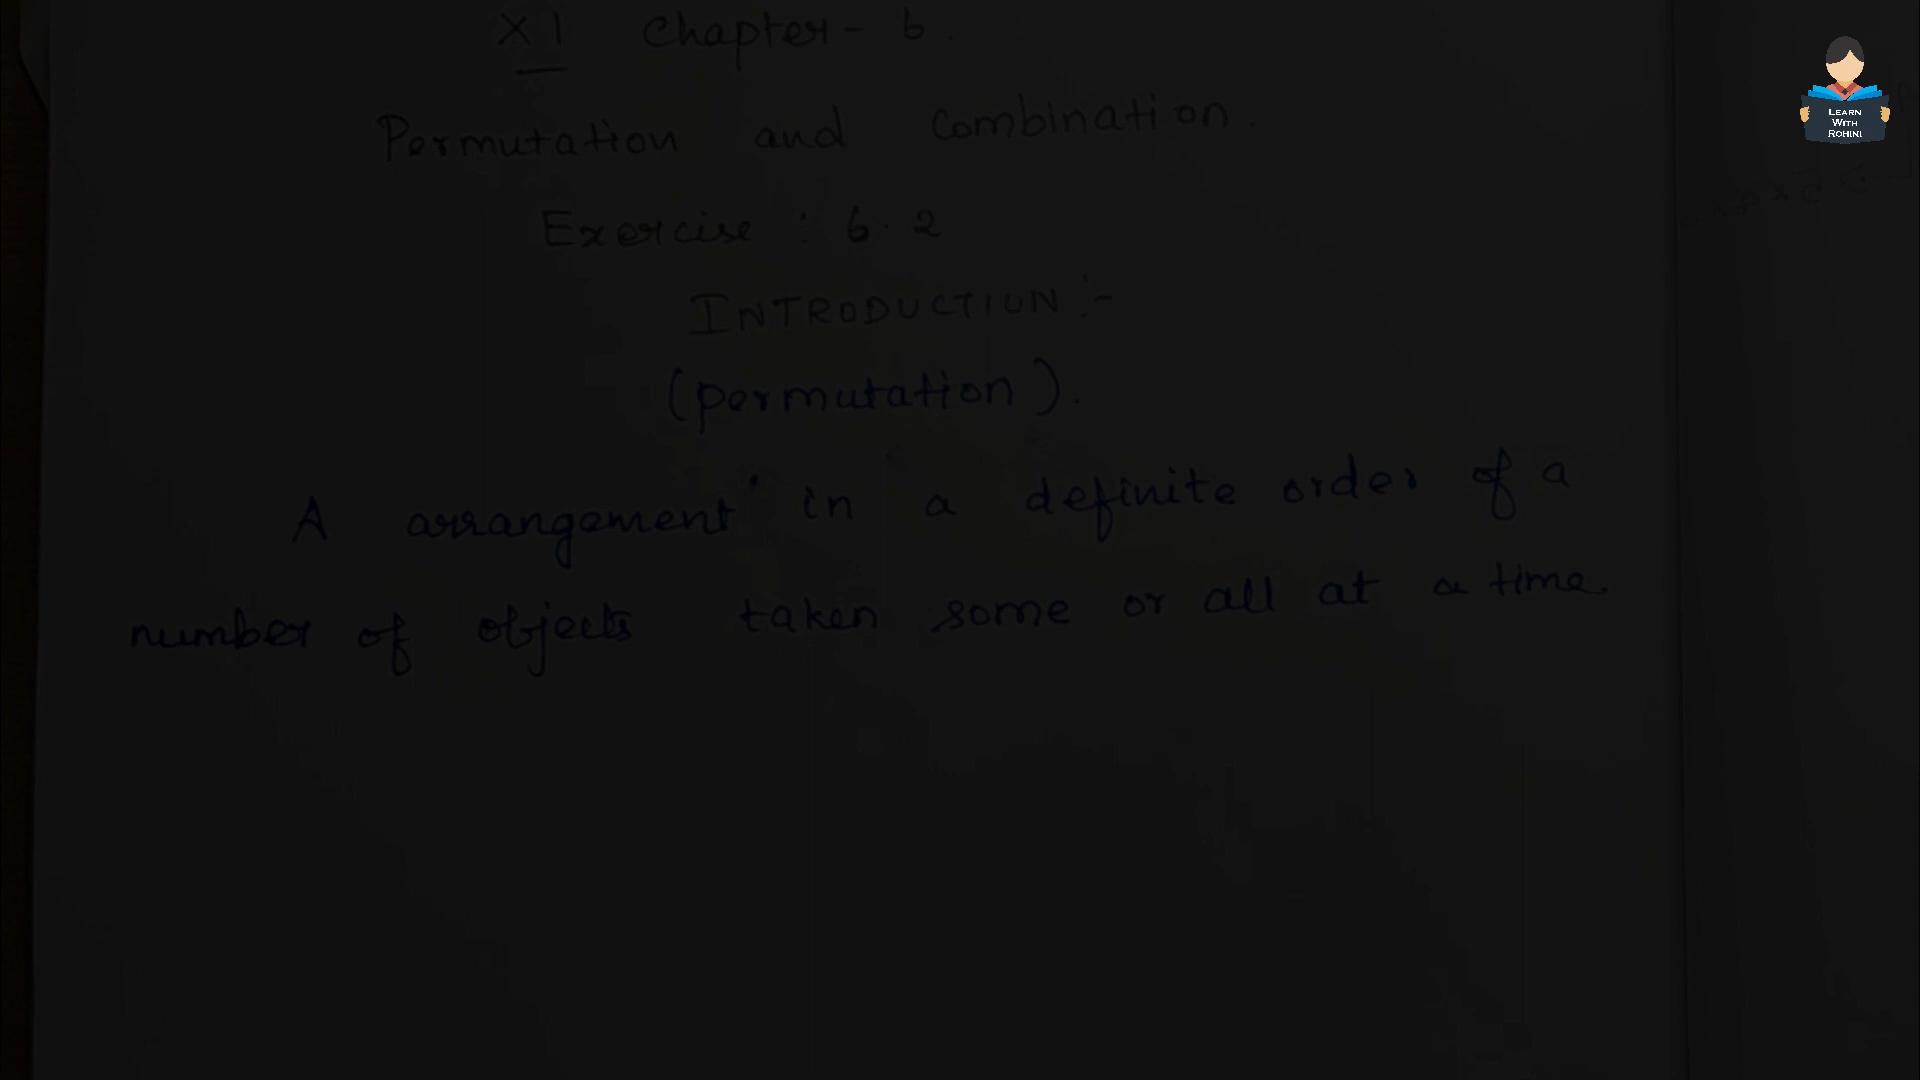 XI Chapter - 6.
Permutation and Combination.
Exercise : 6.2
INTRODUCTION :-
(permutation).
A arrangement in a definite order of a
number of objects taken some or all at a time.
LEARN
WITH
ROHINI